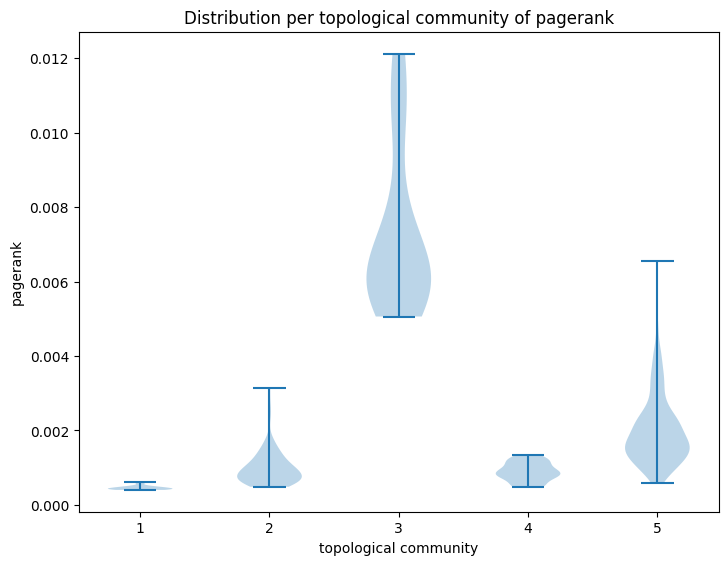 Distribution per topological community of pagerank
0.012
0.010
0.008
0.006
0.004
0.002
0.000
pagerank
1 2 3 4 5
topological community